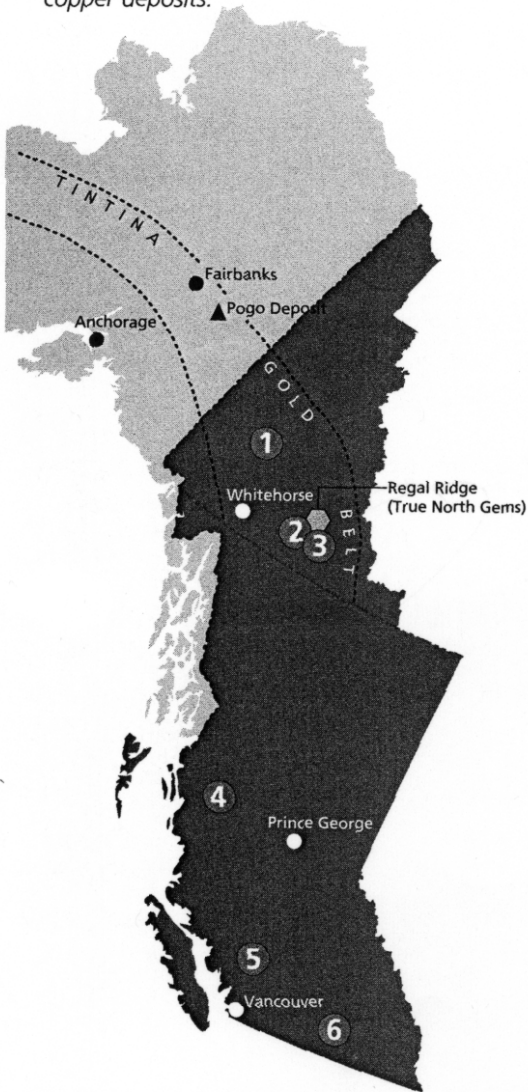 copper deposits.
TINTINA
Fairbanks
Pogo Deposit
Anchorage
GOLD
1
Whitehorse
Regal Ridge
(True North Gems)
2
3
BELT
4
Prince George
5
Vancouver
6